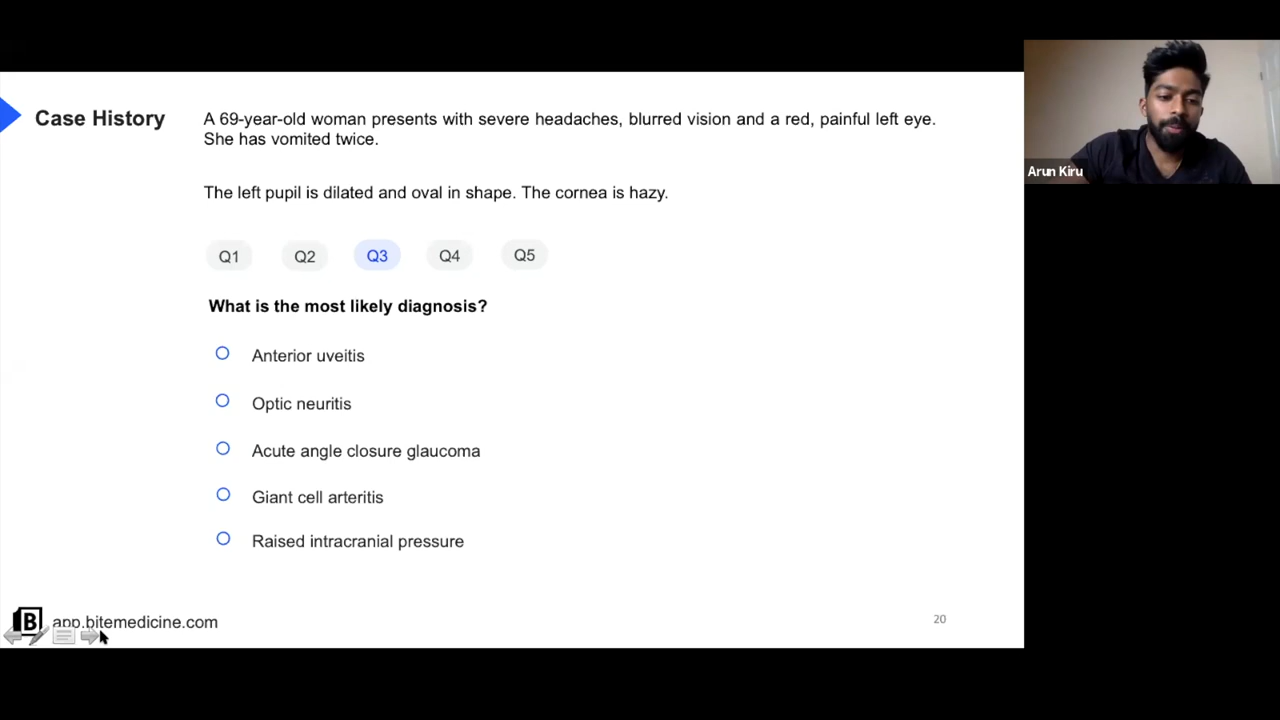 Case History
A 69-year-old woman presents with severe headaches, blurred vision and a red, painful left eye.
She has vomited twice.
The left pupil is dilated and oval in shape. The cornea is hazy.
Q1 Q2 Q3 Q4 Q5
What is the most likely diagnosis?
Anterior uveitis
Optic neuritis
Acute angle closure glaucoma
Giant cell arteritis
Raised intracranial pressure
B app.bitemedicine.com
20
Arun Kiru